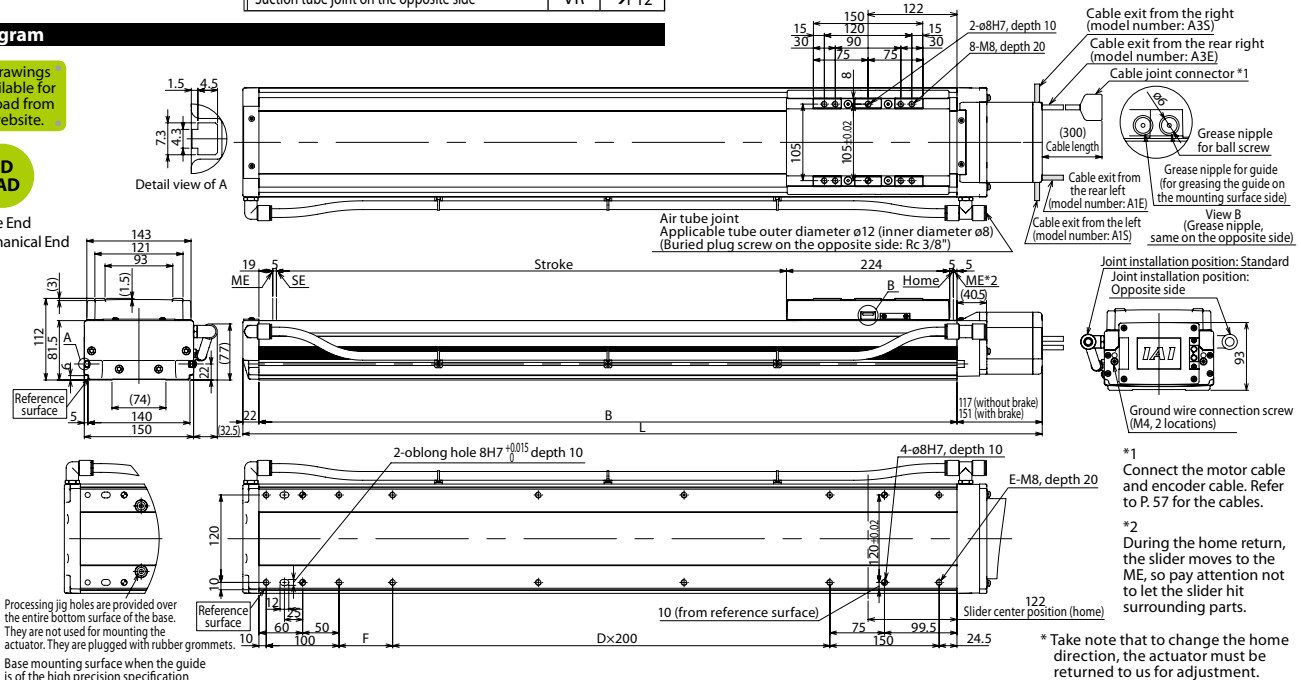 Suction tube joint on the opposite side VR
gram
rawings
ilable for
oad from
ebsite.
D
AD
e End
hanical End
1.5 4.5
7.3
4.3
Detail view of A
122
150
15 120 15
30 90 30
75 75
8
105
105±0.02
2-ø8H7, depth 10
8-M8, depth 20
Cable exit from the right
(model number: A3S)
Cable exit from the rear right
(model number: A3E)
Cable joint connector *1
(300)
Cable length
ø6
Grease nipple
for ball screw
Grease nipple for guide
(for greasing the guide on
the mounting surface side)
View B
(Grease nipple,
same on the opposite side)
Cable exit from
the rear left
(model number: A1E)
Cable exit from the left
(model number: A1S)
Air tube joint
Applicable tube outer diameter ø12 (inner diameter ø8)
(Buried plug screw on the opposite side: Rc 3/8")
143
121
93
(3)
(1.5)
112
81.5
A
6
(77)
22
Reference
surface
(74)
5 140
150 (32.5)
19 5 Stroke 224 5 5
ME SE Home ME*2
(40.5)
B
22 B
117 (without brake)
151 (with brake)
L
Joint installation position: Standard
Joint installation position:
Opposite side
IAI
93
Ground wire connection screw
(M4, 2 locations)
2-oblong hole 8H7 +0.015 0 depth 10
4-ø8H7, depth 10
E-M8, depth 20
120
10
120±0.02
Reference
surface
12
25
60 50
10 100 F D×200
10 (from reference surface)
122
Slider center position (home)
75 99.5
150 24.5
Processing jig holes are provided over
the entire bottom surface of the base.
They are not used for mounting the
actuator. They are plugged with rubber grommets.
Base mounting surface when the guide
is of the high precision specification
*1
Connect the motor cable
and encoder cable. Refer
to P. 57 for the cables.
*2
During the home return,
the slider moves to the
ME, so pay attention not
to let the slider hit
surrounding parts.
* Take note that to change the home
direction, the actuator must be
returned to us for adjustment.